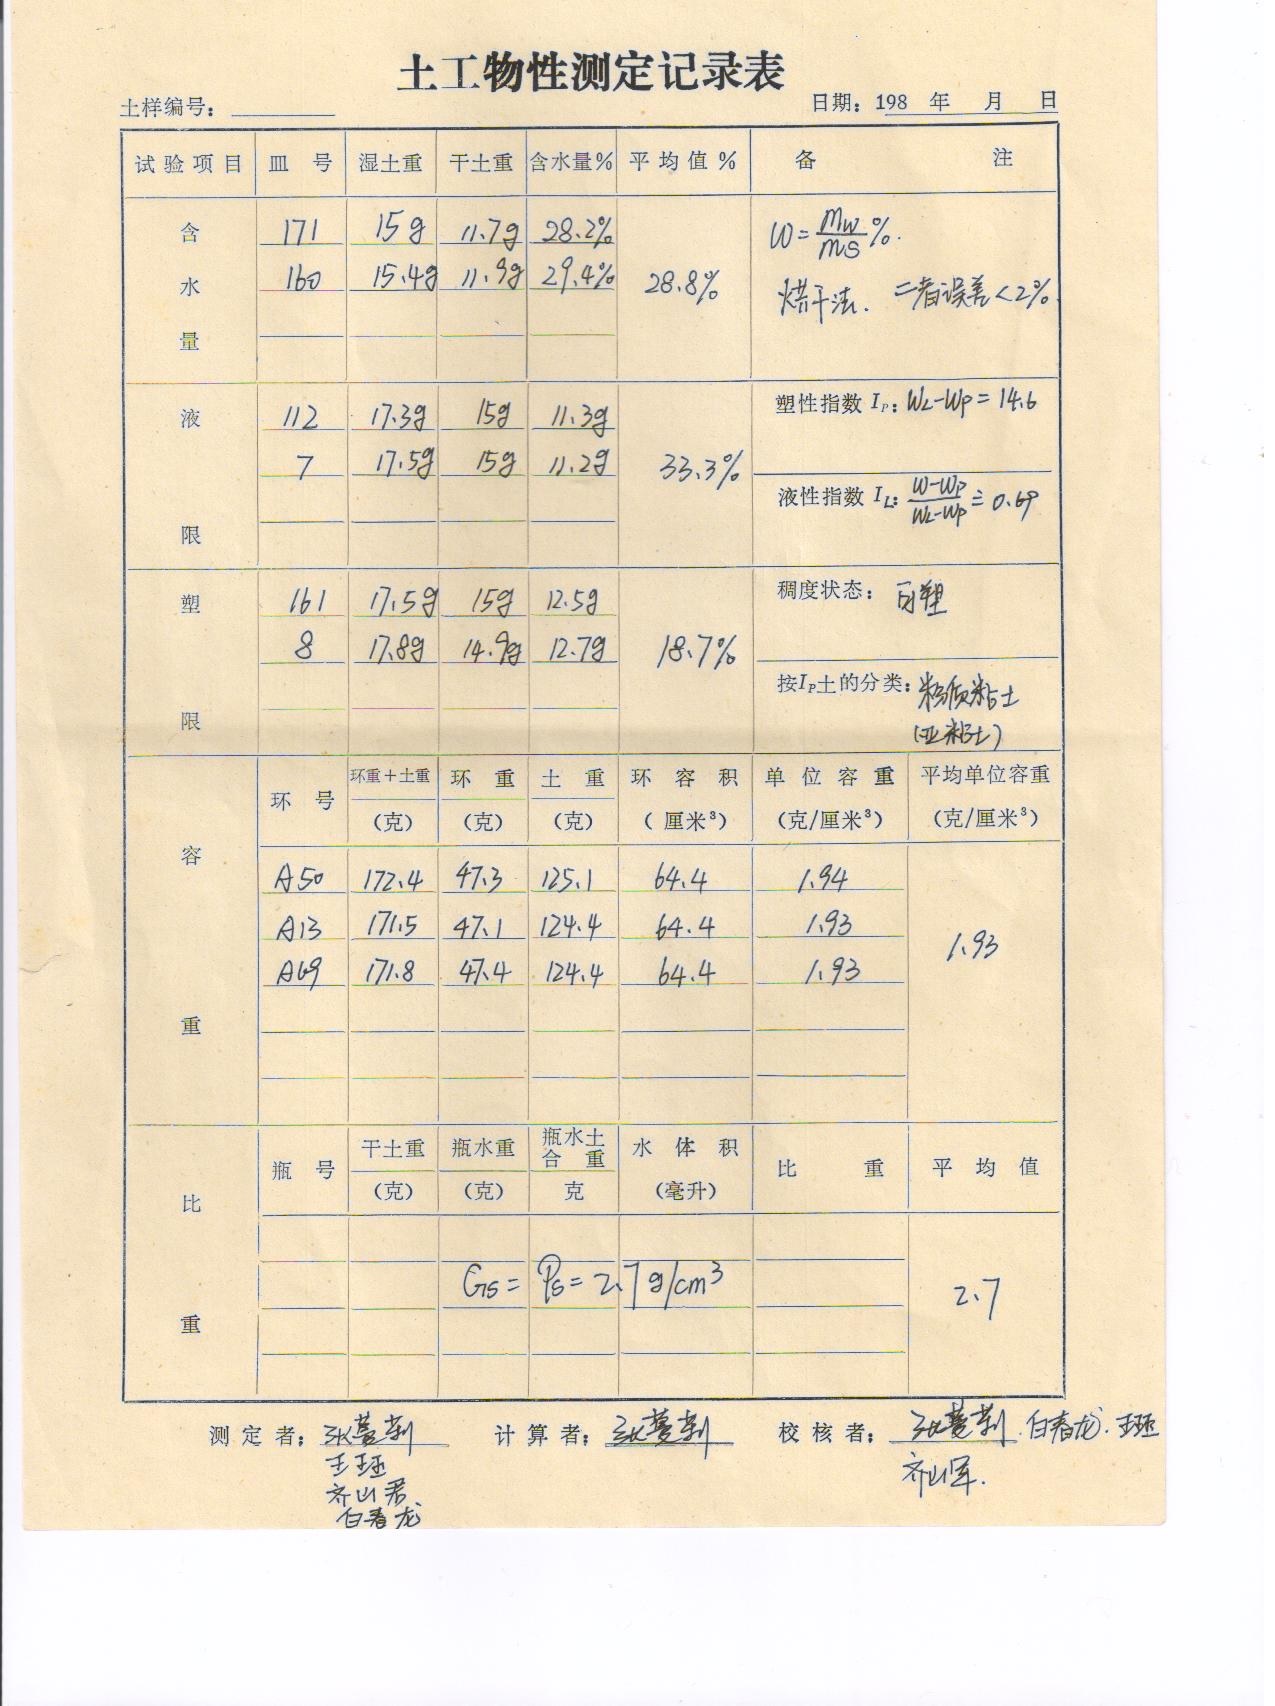 土工物性测定记录表
土样编号: 日期: 198 年 月 日
试验项目 皿号 湿土重 干土重 含水量% 平均值% 备注
含水量
171 15g 11.7g 28.2%
160 15.4g 11.9g 29.4%
28.8%
W=mw/ms %.
烘干法. 二者误差<2%.
液限
112 17.3g 15g 11.3g
7 17.5g 15g 11.2g
33.3%
塑性指数 IP: WL-WP=14.6
液性指数 IL: W-WP/WL-WP≐0.69
塑限
161 17.5g 15g 12.5g
8 17.8g 14.9g 12.7g
18.7%
稠度状态: 可塑
按IP土的分类: 粉质粘土
(亚粘土)
容重
环号 环重+土重(克) 环重(克) 土重(克) 环容积(厘米³) 单位容重(克/厘米³) 平均单位容重(克/厘米³)
A50 172.4 47.3 125.1 64.4 1.94
A13 171.5 47.1 124.4 64.4 1.93
A69 171.8 47.4 124.4 64.4 1.93
1.93
比重
瓶号 干土重(克) 瓶水重(克) 瓶水土合重克 水体积(毫升) 比重 平均值
Gs= ρs=2.7g/cm³
2.7
测定者: 计算者: 校核者: 白春龙. 王珏
王珏 齐山军.
齐山君
白春龙